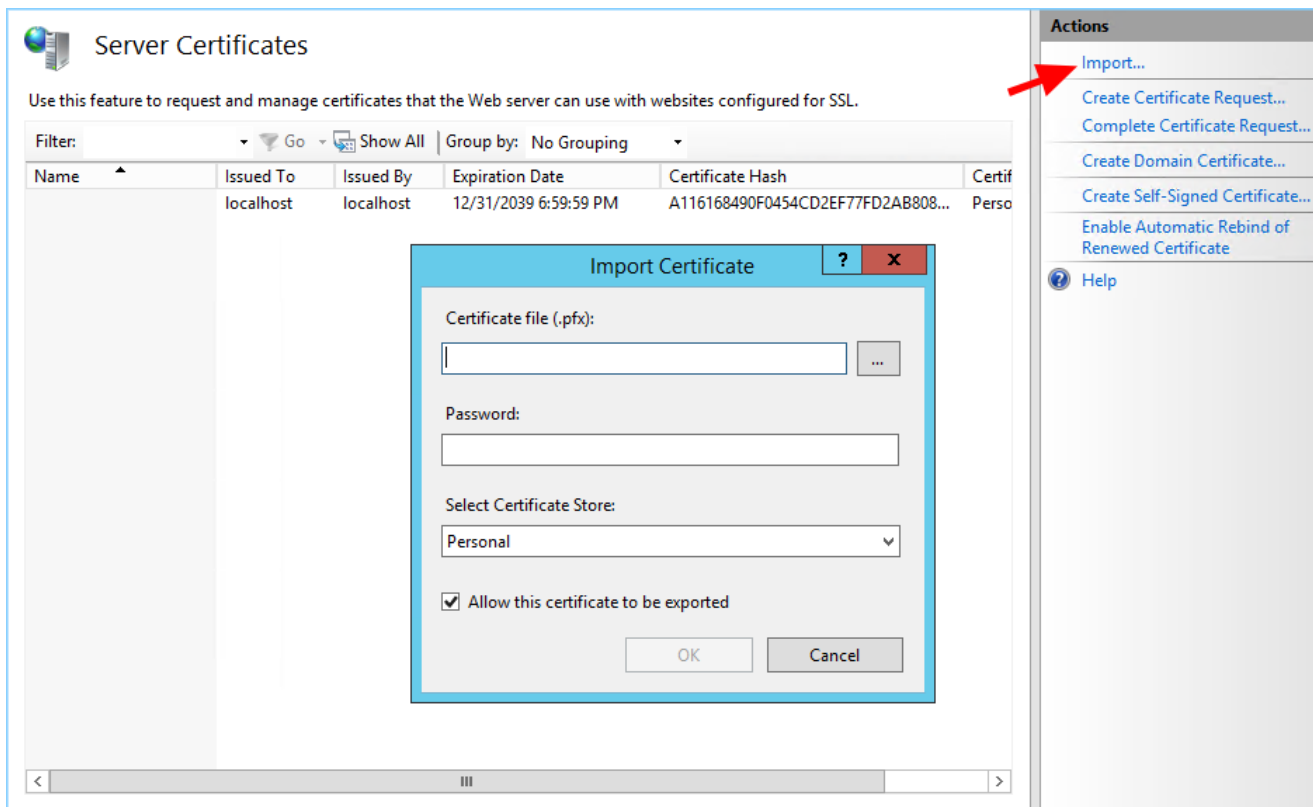 Server Certificates
Use this feature to request and manage certificates that the Web server can use with websites configured for SSL.
Filter: Go Show All Group by: No Grouping
Name Issued To Issued By Expiration Date Certificate Hash Certif
localhost localhost 12/31/2039 6:59:59 PM A116168490F0454CD2EF77FD2AB808... Perso
Import Certificate ? x
Certificate file (.pfx):
...
Password:
Select Certificate Store:
Personal
Allow this certificate to be exported
OK Cancel
Actions
Import...
Create Certificate Request...
Complete Certificate Request...
Create Domain Certificate...
Create Self-Signed Certificate...
Enable Automatic Rebind of
Renewed Certificate
? Help